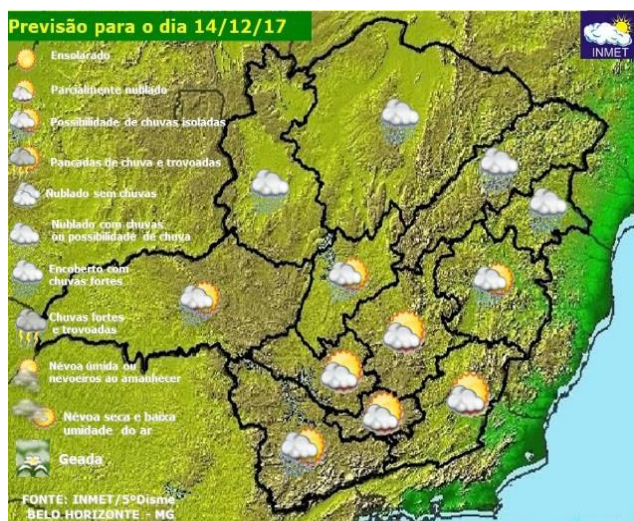 Previsão para o dia 14/12/17
INMET
Ensolarado
Parcialmente nublado
Possibilidade de chuvas isoladas
Pancadas de chuva e trovoadas
Nublado sem chuvas
Nublado com chuvas
ou possibilidade de chuva
Encoberto com
chuvas fortes
Chuvas fortes
e trovoadas
Névoa úmida ou
nevoeiros ao amanhecer
Névoa seca e baixa
umidade do ar
Geada
FONTE: INMET/5ºDisme
BELO HORIZONTE - MG